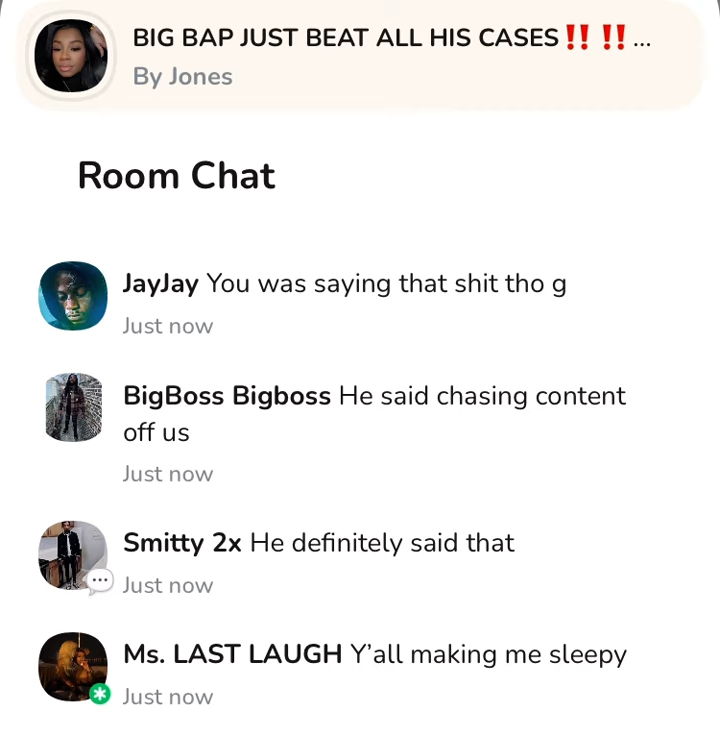 BIG BAP JUST BEAT ALL HIS CASES‼️ ‼️...
By Jones
Room Chat
JayJay You was saying that shit tho g
Just now
BigBoss Bigboss He said chasing content
off us
Just now
Smitty 2x He definitely said that
Just now
Ms. LAST LAUGH Y’all making me sleepy
Just now